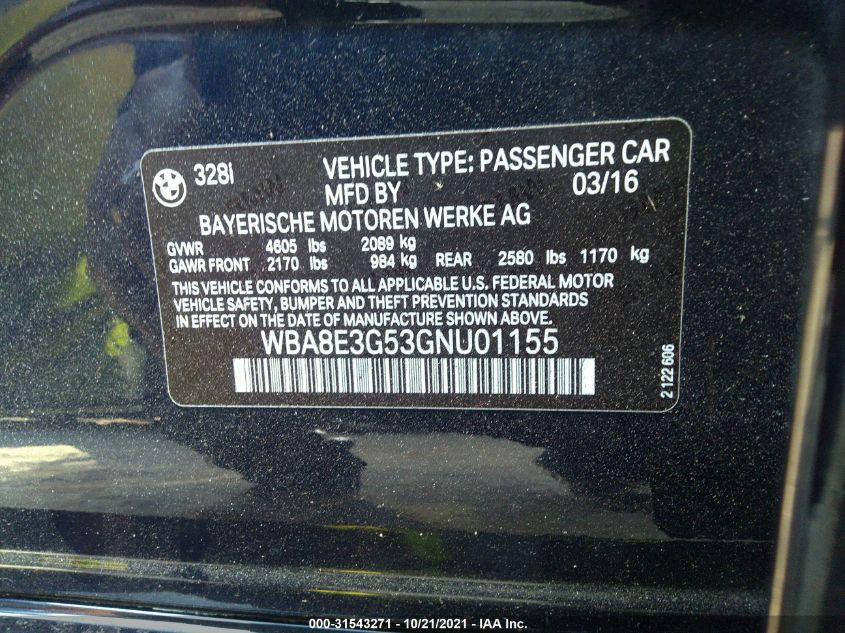 328i VEHICLE TYPE: PASSENGER CAR
MFD BY 03/16
BAYERISCHE MOTOREN WERKE AG
GVWR 4605 lbs 2089 kg
GAWR FRONT 2170 lbs 984 kg REAR 2580 lbs 1170 kg
THIS VEHICLE CONFORMS TO ALL APPLICABLE U.S. FEDERAL MOTOR
VEHICLE SAFETY, BUMPER AND THEFT PREVENTION STANDARDS
IN EFFECT ON THE DATE OF MANUFACTURE SHOWN ABOVE.
WBA8E3G53GNU01155
2 122 606
000-31543271 - 10/21/2021 - IAA Inc.